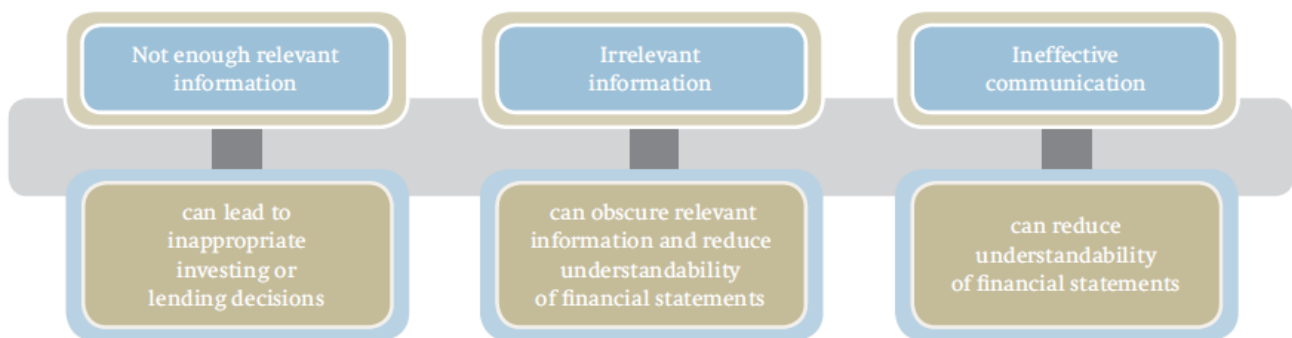 Not enough relevant
information
can lead to
inappropriate
investing or
lending decisions
Irrelevant
information
can obscure relevant
information and reduce
understandability
of financial statements
Ineffective
communication
can reduce
understandability
of financial statements